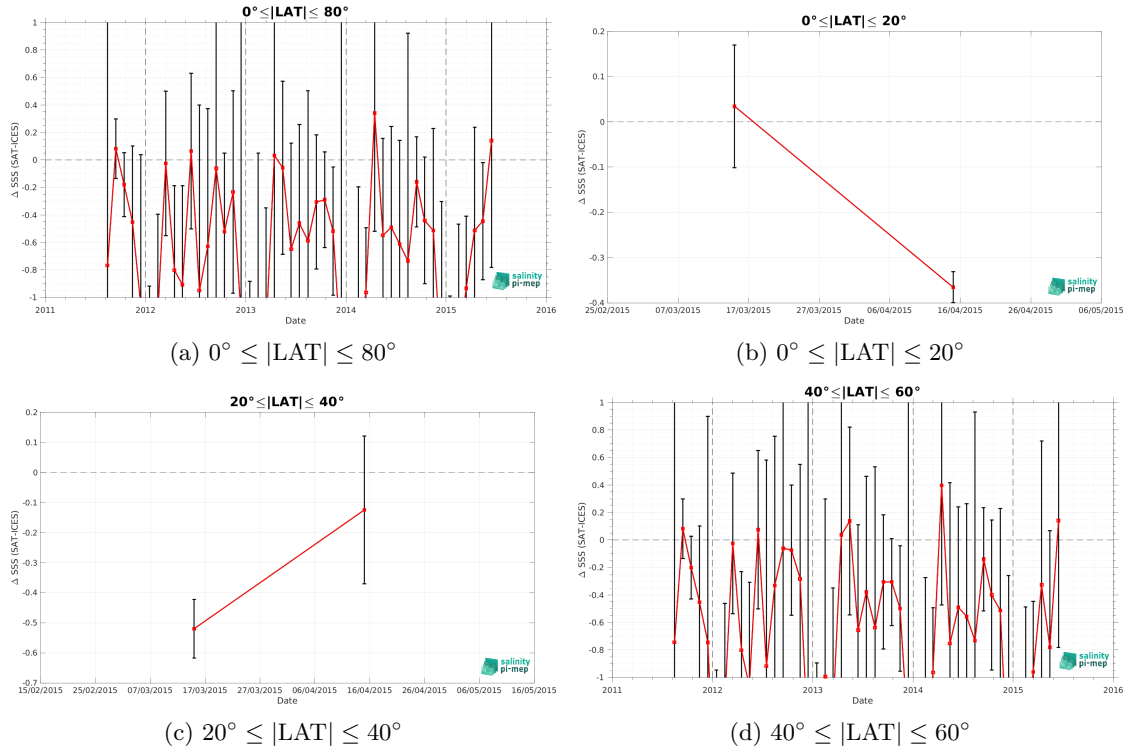 0°≤|LAT|≤ 80°
1
0.8
0.6
0.4
0.2
0
-0.2
-0.4
-0.6
-0.8
-1
Δ SSS (SAT-ICES)
2011
2012
2013
2014
2015
2016
Date
salinity
pi-mep
(a) 0° ≤ |LAT| ≤ 80°
0°≤|LAT|≤ 20°
0.2
0.1
0
-0.1
-0.2
-0.3
-0.4
Δ SSS (SAT-ICES)
25/02/2015
07/03/2015
17/03/2015
27/03/2015
06/04/2015
16/04/2015
26/04/2015
06/05/2015
Date
salinity
pi-mep
(b) 0° ≤ |LAT| ≤ 20°
20°≤|LAT|≤ 40°
0.2
0.1
0
-0.1
-0.2
-0.3
-0.4
-0.5
-0.6
-0.7
Δ SSS (SAT-ICES)
15/02/2015
25/02/2015
07/03/2015
17/03/2015
27/03/2015
06/04/2015
16/04/2015
26/04/2015
06/05/2015
16/05/2015
Date
salinity
pi-mep
(c) 20° ≤ |LAT| ≤ 40°
40°≤|LAT|≤ 60°
1
0.8
0.6
0.4
0.2
0
-0.2
-0.4
-0.6
-0.8
-1
Δ SSS (SAT-ICES)
2011
2012
2013
2014
2015
2016
Date
salinity
pi-mep
(d) 40° ≤ |LAT| ≤ 60°